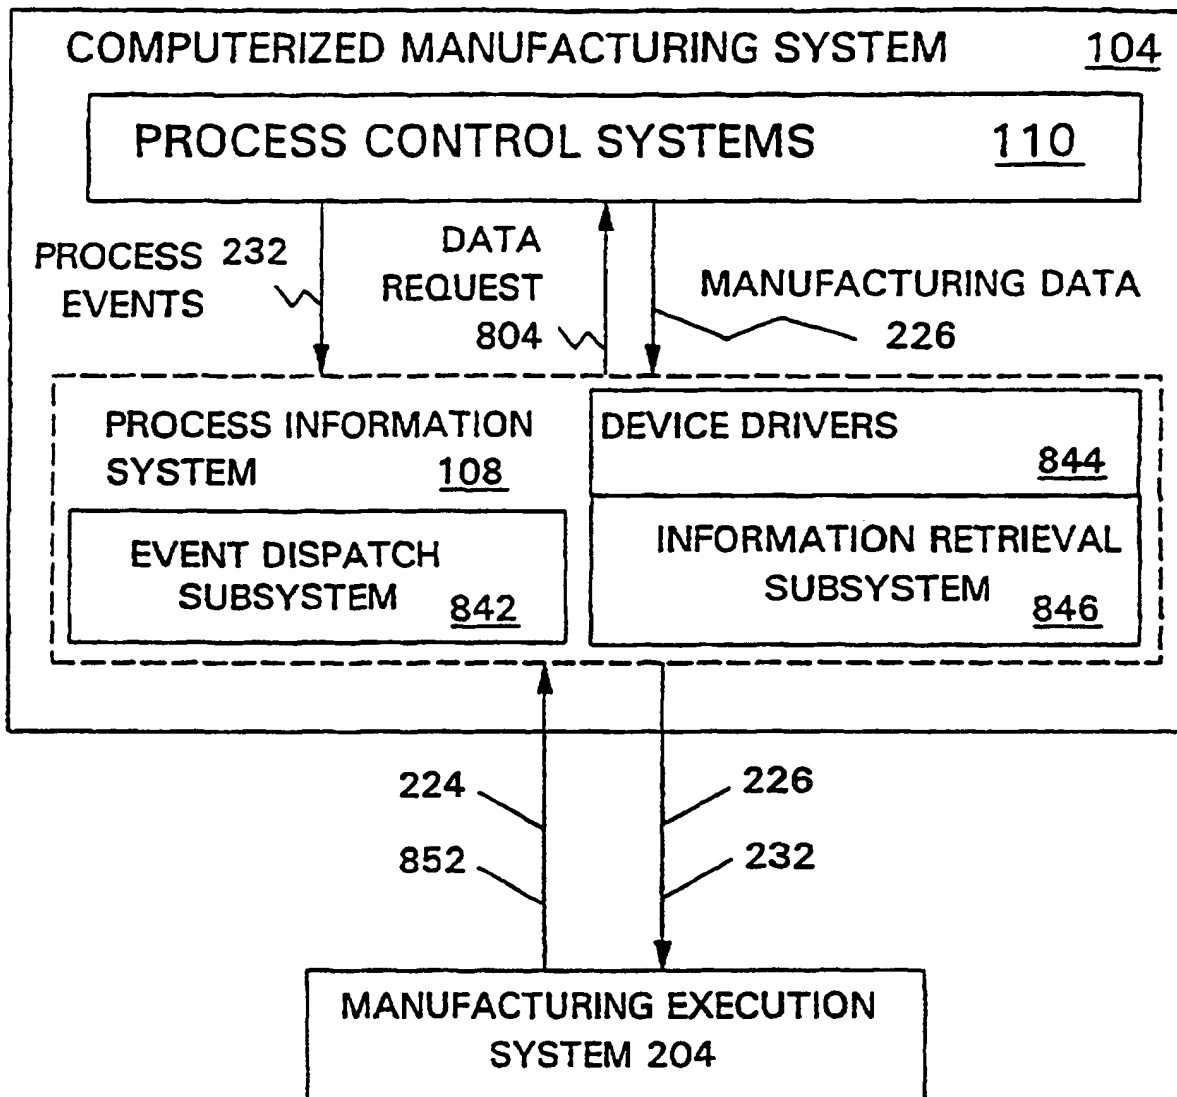 COMPUTERIZED MANUFACTURING SYSTEM 104
PROCESS CONTROL SYSTEMS 110
PROCESS 232
EVENTS
DATA
REQUEST
804
MANUFACTURING DATA
226
PROCESS INFORMATION
SYSTEM 108
DEVICE DRIVERS
844
EVENT DISPATCH
SUBSYSTEM 842
INFORMATION RETRIEVAL
SUBSYSTEM
846
224
226
852
232
MANUFACTURING EXECUTION
SYSTEM 204